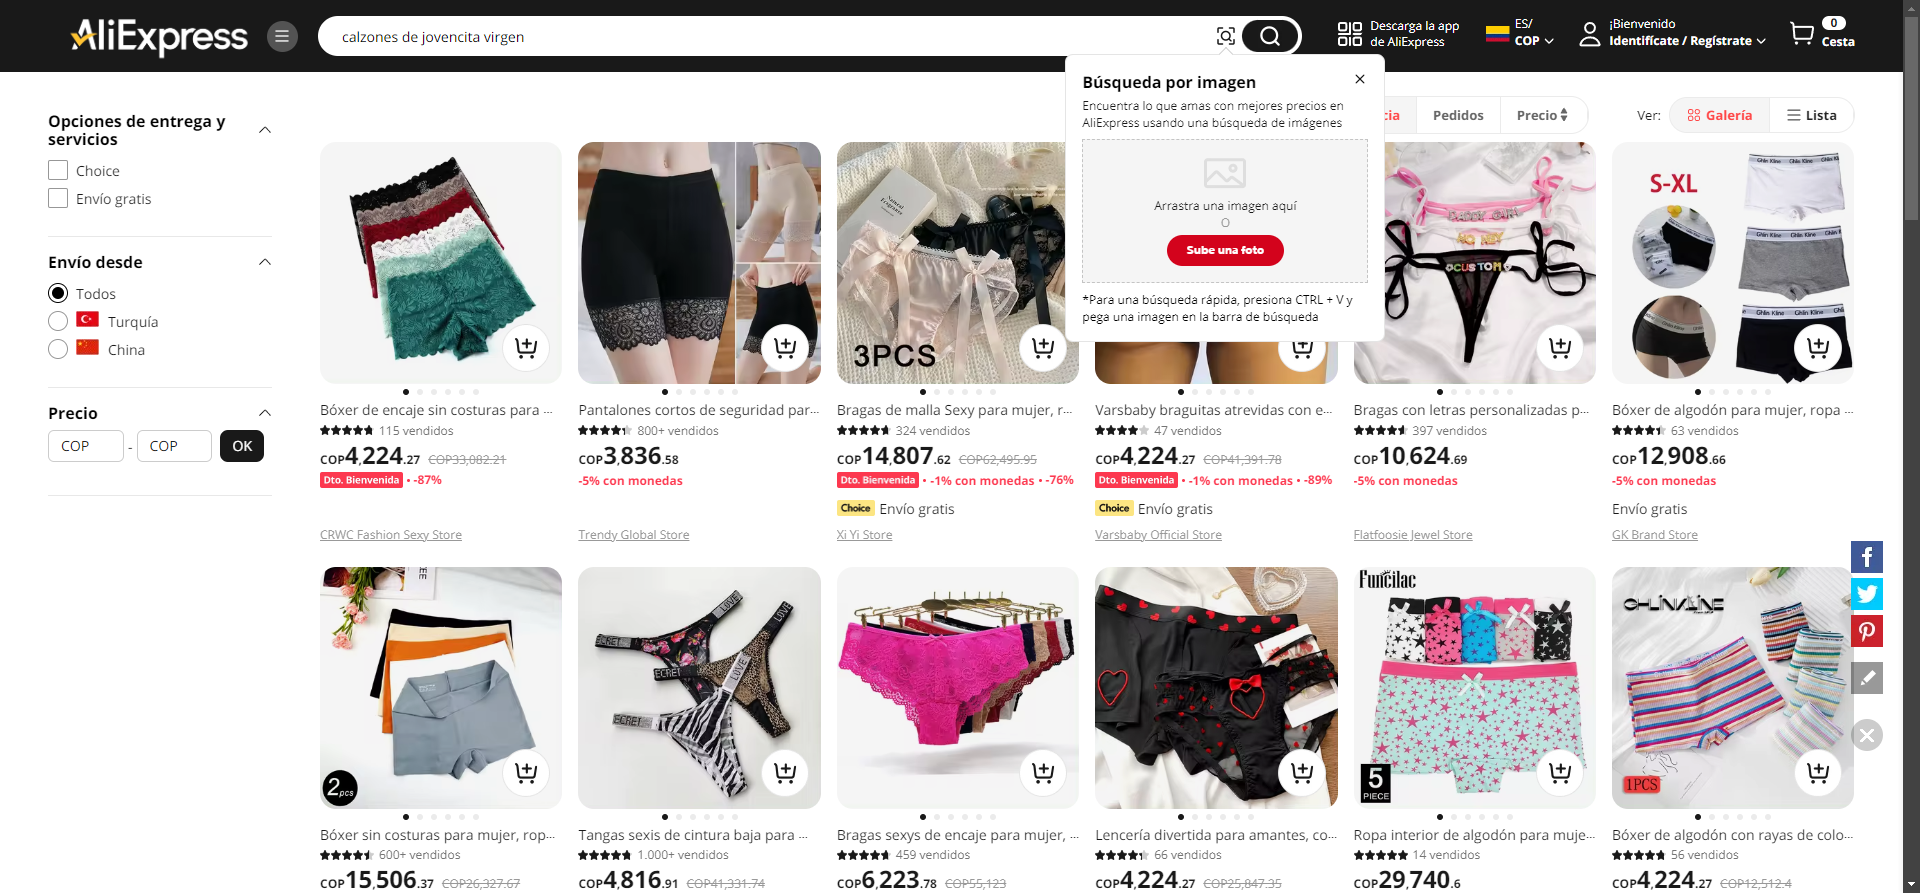 AliExpress
calzones de jovencita virgen
Descarga la app
de AliExpress
ES/
COP
¡Bienvenido
Identifícate / Regístrate
0
Cesta
Búsqueda por imagen
Encuentra lo que amas con mejores precios en
AliExpress usando una búsqueda de imágenes
Arrastra una imagen aquí
O
Sube una foto
*Para una búsqueda rápida, presiona CTRL + V y
pega una imagen en la barra de búsqueda
Pedidos
Precio
Ver:
Galería
Lista
Opciones de entrega y
servicios
Choice
Envío gratis
Envío desde
Todos
Turquía
China
Precio
COP - COP OK
3PCS
CUSTOM
S-XL
Ghin Kline
Bóxer de encaje sin costuras para ...
115 vendidos
COP4,224.27 COP33,082.21
Dto. Bienvenida • -87%
CRWC Fashion Sexy Store
Pantalones cortos de seguridad par...
800+ vendidos
COP3,836.58
-5% con monedas
Trendy Global Store
Bragas de malla Sexy para mujer, r...
324 vendidos
COP14,807.62 COP62,495.95
Dto. Bienvenida • -1% con monedas • -76%
Choice Envío gratis
Xi Yi Store
Varsbaby braguitas atrevidas con e...
47 vendidos
COP4,224.27 COP41,391.78
Dto. Bienvenida • -1% con monedas • -89%
Choice Envío gratis
Varsbaby Official Store
Bragas con letras personalizadas p...
397 vendidos
COP10,624.69
-5% con monedas
Flatfoosie Jewel Store
Bóxer de algodón para mujer, ropa ...
63 vendidos
COP12,908.66
-5% con monedas
Envío gratis
GK Brand Store
2pcs
LOVE
LOVE
LOVE
ECRET
Funcilac
5
PIECE
1PCS
Bóxer sin costuras para mujer, rop...
600+ vendidos
COP15,506.37 COP26,327.67
Tangas sexis de cintura baja para ...
1.000+ vendidos
COP4,816.91 COP41,331.74
Bragas sexys de encaje para mujer, ...
459 vendidos
COP6,223.78 COP55,123
Lencería divertida para amantes, co...
66 vendidos
COP4,224.27 COP25,847.35
Ropa interior de algodón para muje...
14 vendidos
COP29,740.6
Bóxer de algodón con rayas de colo...
56 vendidos
COP4,224.27 COP12,512.4